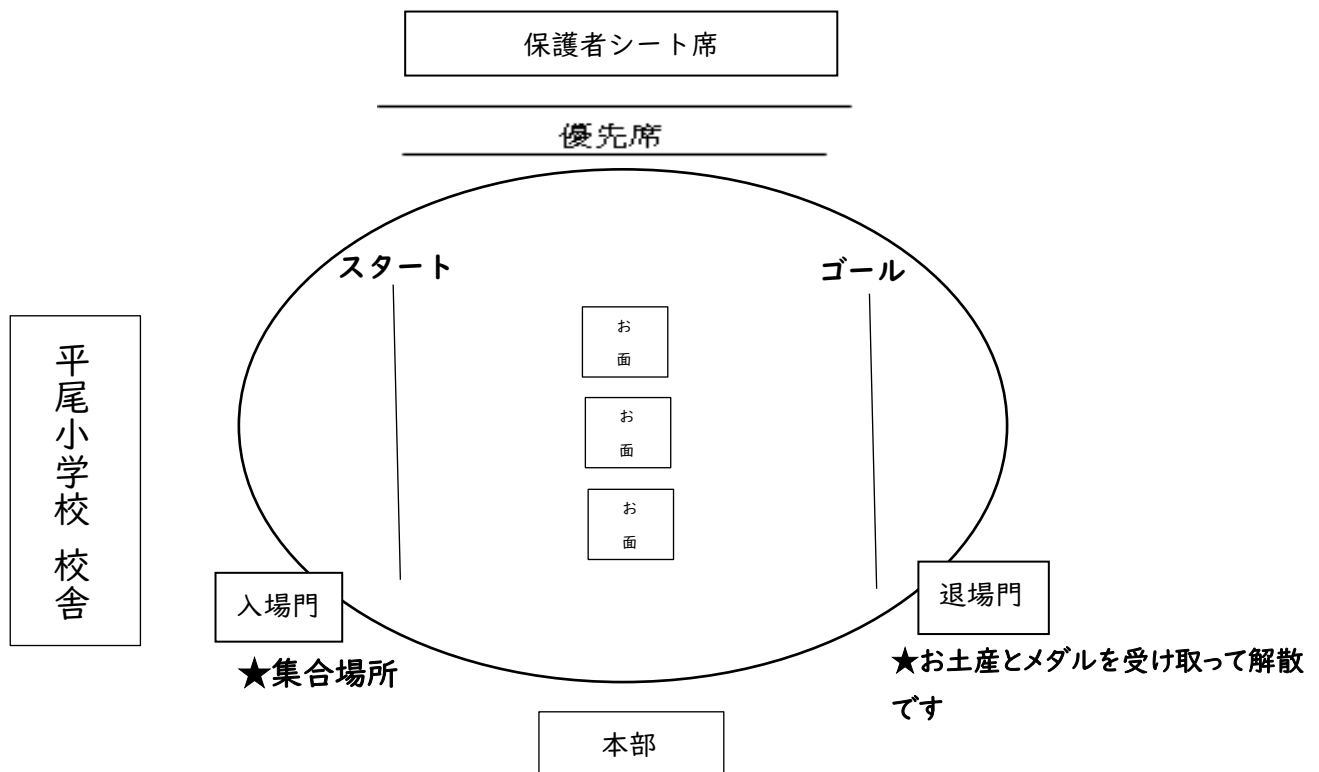 保護者シート席
優先席
スタート
ゴール
お
面
お
面
お
面
平尾小学校 校舎
入場門
退場門
★集合場所
★お土産とメダルを受け取って解散
です
本部